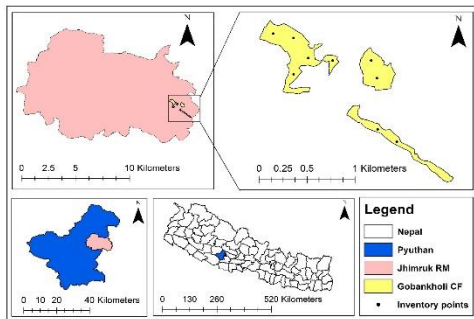 N
N
0 2.5 5 10 Kilometers
0 0.25 0.5 1 Kilometers
N
N
0 10 20 40 Kilometers
0 130 260 520 Kilometers
Legend
Nepal
Pyuthan
Jhimruk RM
Gobankholi CF
Inventory points